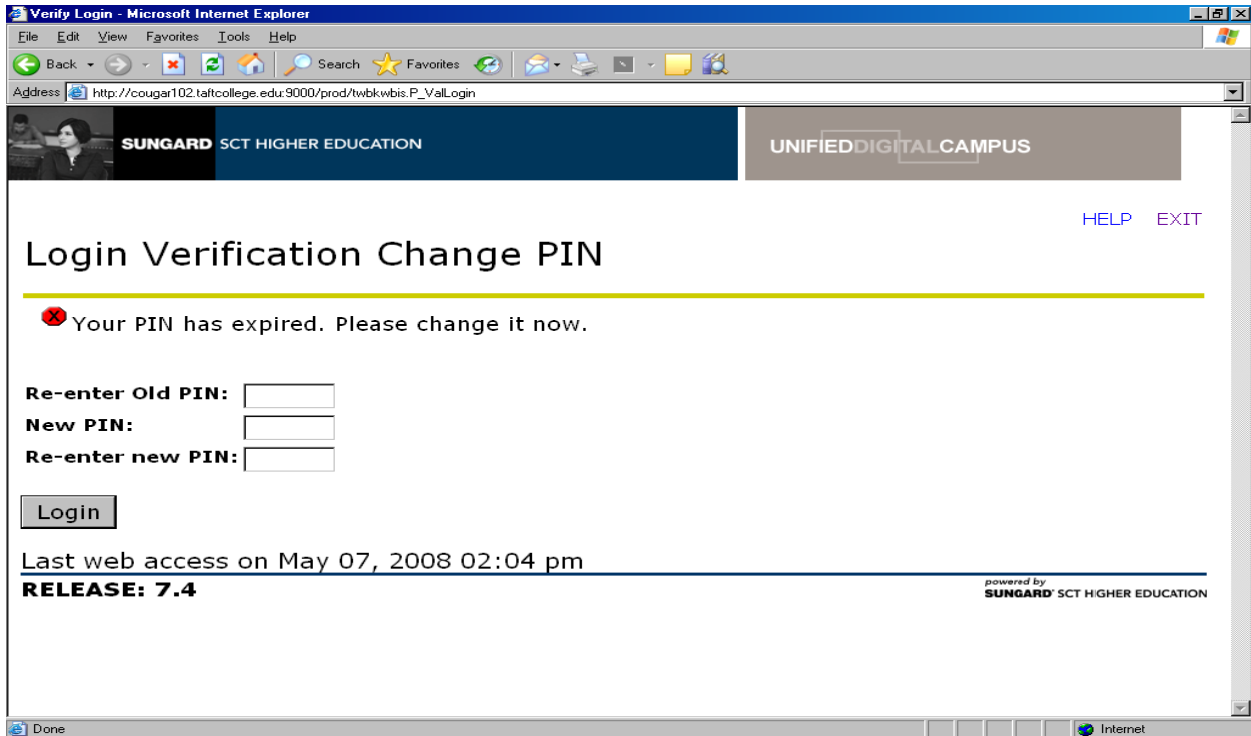 Verify Login - Microsoft Internet Explorer
File Edit View Favorites Tools Help
Back Search Favorites
Address http://cougar102.taftcollege.edu:9000/prod/twbkwbis.P_ValLogin
SUNGARD SCT HIGHER EDUCATION UNIFIEDDIGITALCAMPUS
HELP EXIT
Login Verification Change PIN
Your PIN has expired. Please change it now.
Re-enter Old PIN:
New PIN:
Re-enter new PIN:
Login
Last web access on May 07, 2008 02:04 pm
RELEASE: 7.4
powered by
SUNGARD SCT HIGHER EDUCATION
Done Internet